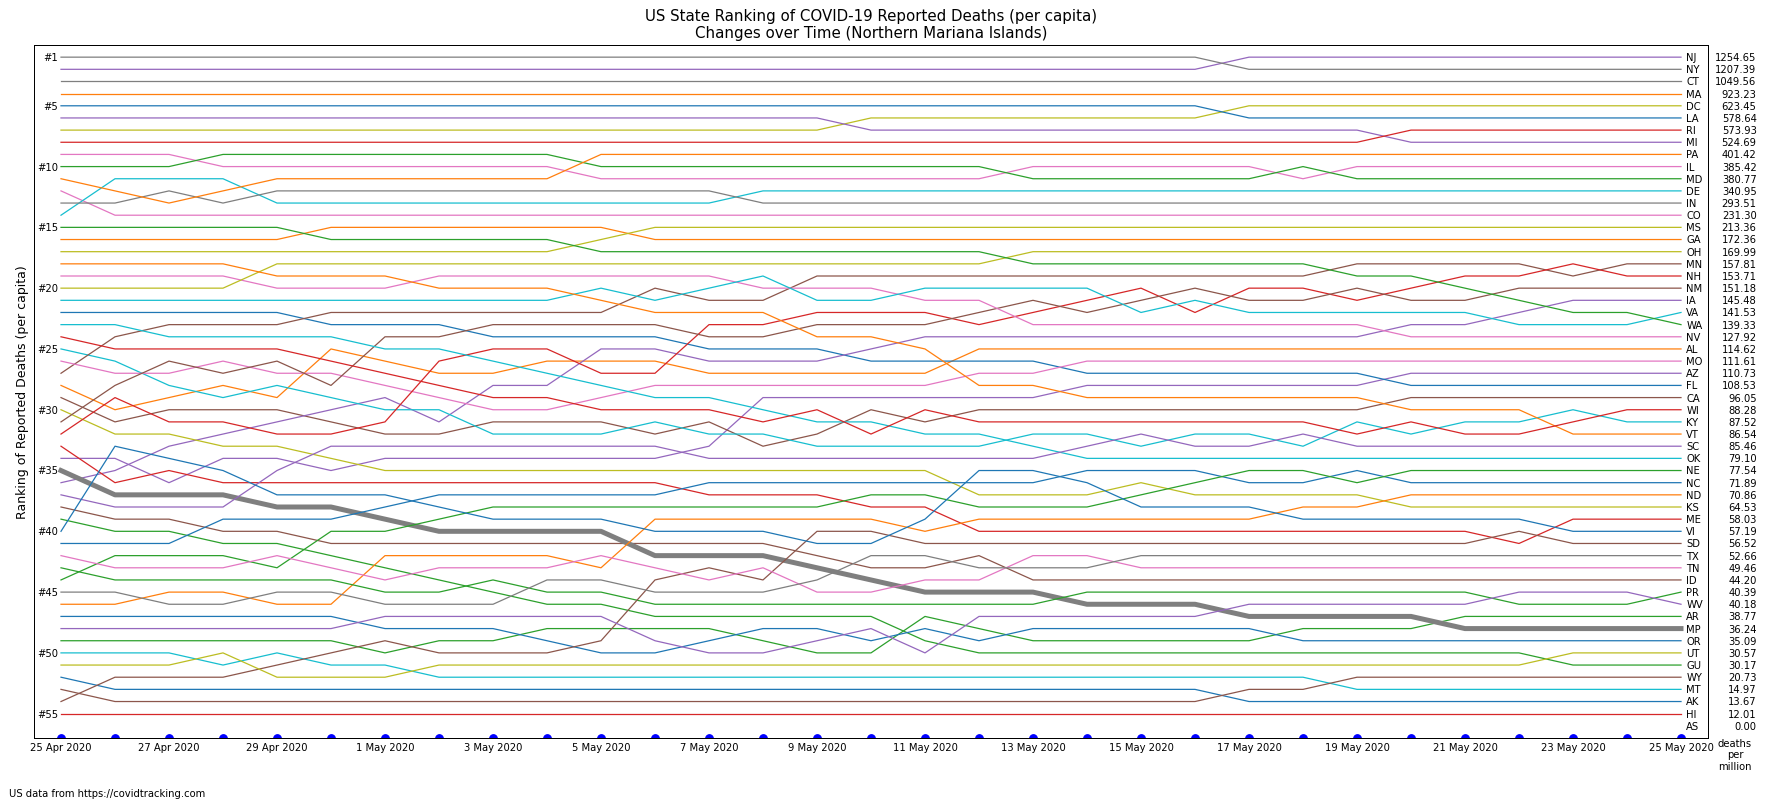 US State Ranking of COVID-19 Reported Deaths (per capita)
Changes over Time (Northern Mariana Islands)
Ranking of Reported Deaths (per capita)
#1
#5
#10
#15
#20
#25
#30
#35
#40
#45
#50
#55
NJ 1254.65
NY 1207.39
CT 1049.56
MA 923.23
DC 623.45
LA 578.64
RI 573.93
MI 524.69
PA 401.42
IL 385.42
MD 380.77
DE 340.95
IN 293.51
CO 231.30
MS 213.36
GA 172.36
OH 169.99
MN 157.81
NH 153.71
NM 151.18
IA 145.48
VA 141.53
WA 139.33
NV 127.92
AL 114.62
MO 111.61
AZ 110.73
FL 108.53
CA 96.05
WI 88.28
KY 87.52
VT 86.54
SC 85.46
OK 79.10
NE 77.54
NC 71.89
ND 70.86
KS 64.53
ME 58.03
VI 57.19
SD 56.52
TX 52.66
TN 49.46
ID 44.20
PR 40.39
WV 40.18
AR 38.77
MP 36.24
OR 35.09
UT 30.57
GU 30.17
WY 20.73
MT 14.97
AK 13.67
HI 12.01
AS 0.00
25 Apr 2020 27 Apr 2020 29 Apr 2020 1 May 2020 3 May 2020 5 May 2020 7 May 2020 9 May 2020 11 May 2020 13 May 2020 15 May 2020 17 May 2020 19 May 2020 21 May 2020 23 May 2020 25 May 2020
deaths
per
million
US data from https://covidtracking.com